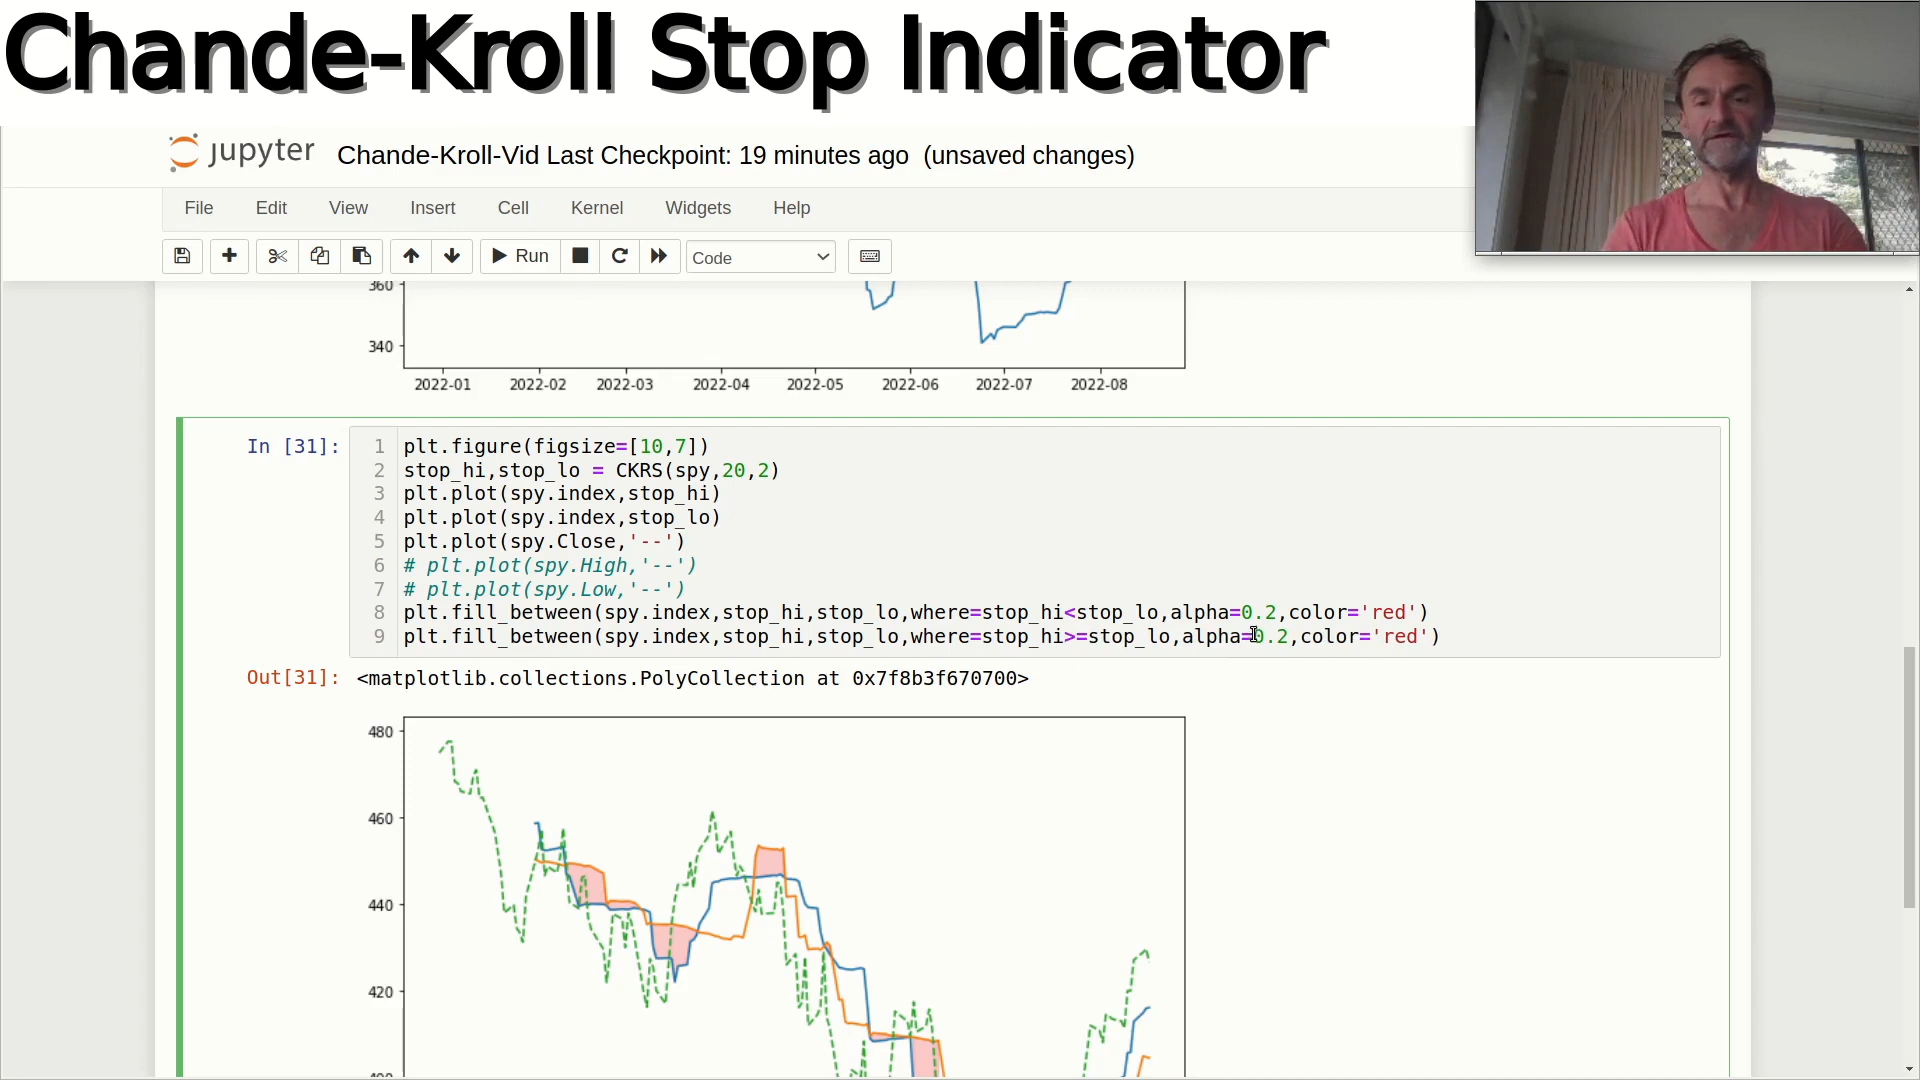 Chande-Kroll Stop Indicator
jupyter Chande-Kroll-Vid Last Checkpoint: 19 minutes ago (unsaved changes)
File Edit View Insert Cell Kernel Widgets Help
Run Code
360
340
2022-01 2022-02 2022-03 2022-04 2022-05 2022-06 2022-07 2022-08
In [31]:
1 plt.figure(figsize=[10,7])
2 stop_hi,stop_lo = CKRS(spy,20,2)
3 plt.plot(spy.index,stop_hi)
4 plt.plot(spy.index,stop_lo)
5 plt.plot(spy.Close,'--')
6 # plt.plot(spy.High,'--')
7 # plt.plot(spy.Low,'--')
8 plt.fill_between(spy.index,stop_hi,stop_lo,where=stop_hi<stop_lo,alpha=0.2,color='red')
9 plt.fill_between(spy.index,stop_hi,stop_lo,where=stop_hi>=stop_lo,alpha=0.2,color='red')
Out[31]: <matplotlib.collections.PolyCollection at 0x7f8b3f670700>
480
460
440
420
400